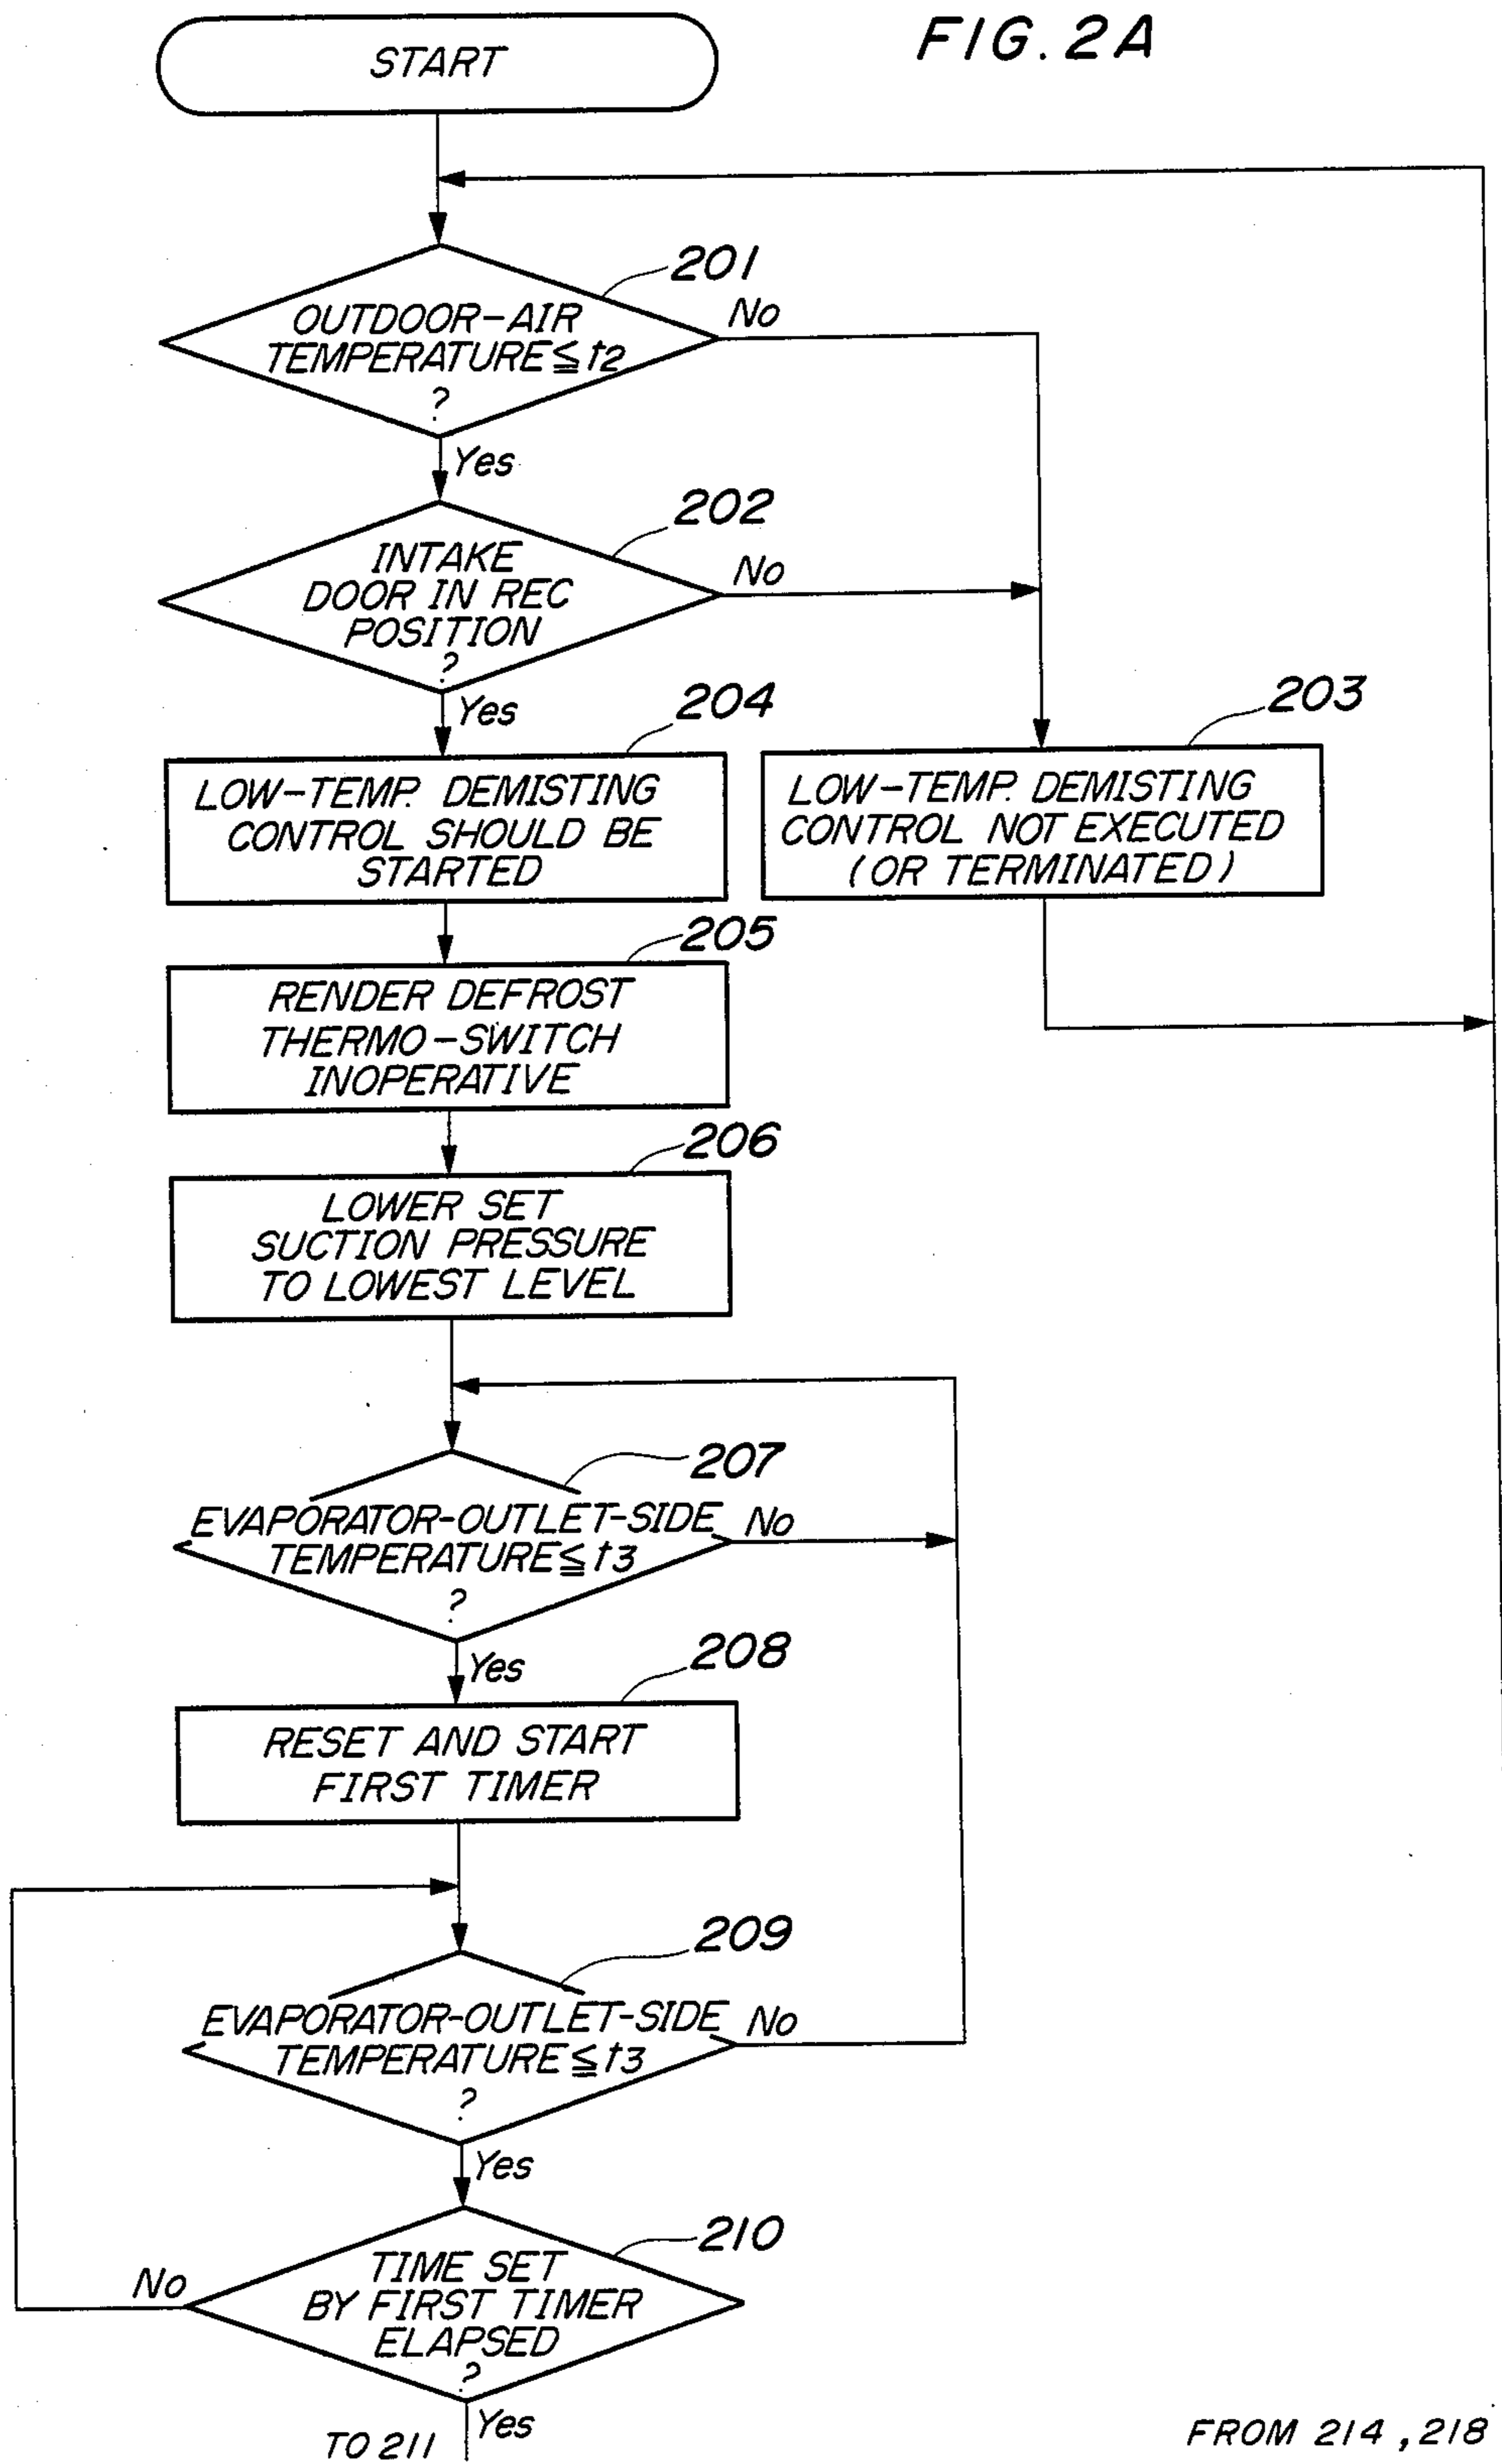 FIG. 2A
START
201
OUTDOOR-AIR
TEMPERATURE≦t2
?
No
Yes
202
INTAKE
DOOR IN REC
POSITION
?
No
Yes
204
LOW-TEMP. DEMISTING
CONTROL SHOULD BE
STARTED
203
LOW-TEMP. DEMISTING
CONTROL NOT EXECUTED
(OR TERMINATED)
205
RENDER DEFROST
THERMO-SWITCH
INOPERATIVE
206
LOWER SET
SUCTION PRESSURE
TO LOWEST LEVEL
207
EVAPORATOR-OUTLET-SIDE
TEMPERATURE≦t3
?
No
Yes
208
RESET AND START
FIRST TIMER
209
EVAPORATOR-OUTLET-SIDE
TEMPERATURE≦t3
?
No
Yes
210
TIME SET
BY FIRST TIMER
ELAPSED
?
No
Yes
TO 211
FROM 214, 218